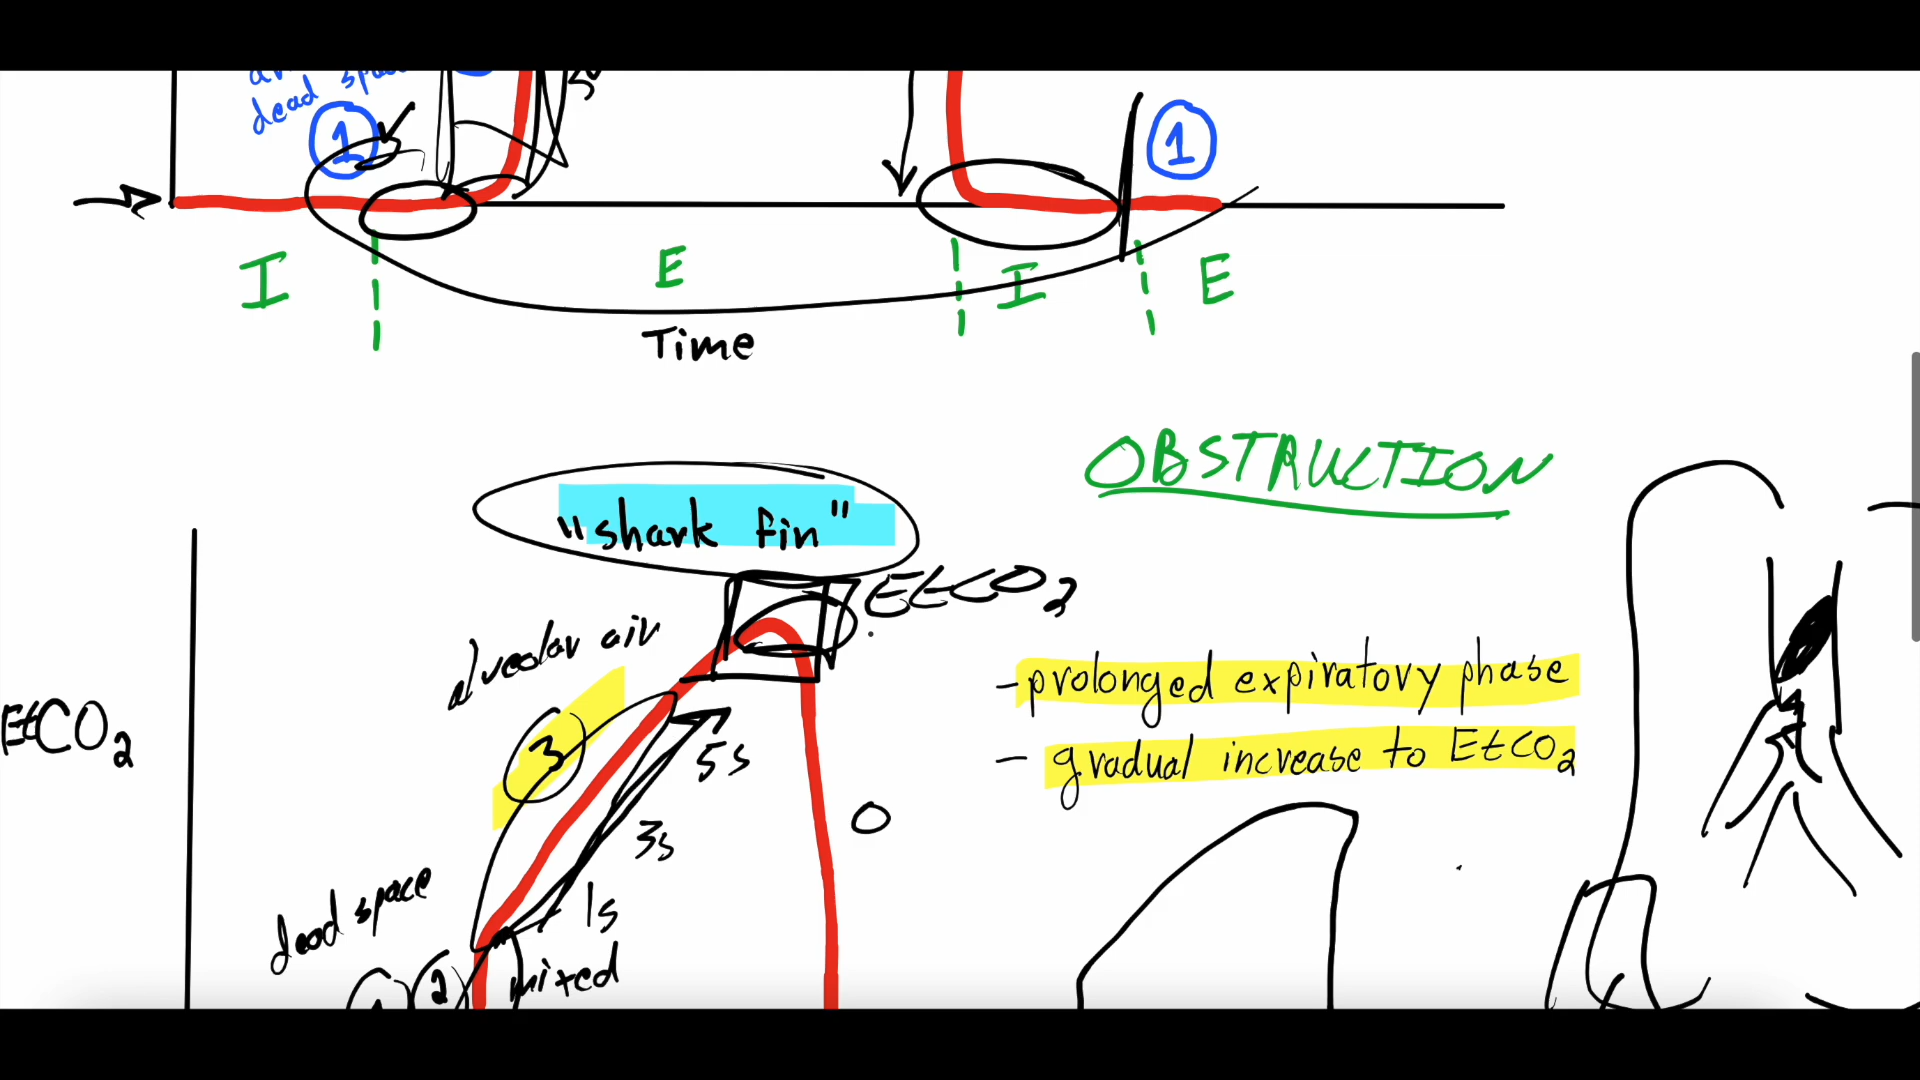 dead space
1
1
I
E
I
E
Time
OBSTRUCTION
"shark fin"
EtCO2
alveolar air
- prolonged expiratory phase
EtCO2
3
5s
- gradual increase to EtCO2
3s
O
dead space
1s
2
mixed